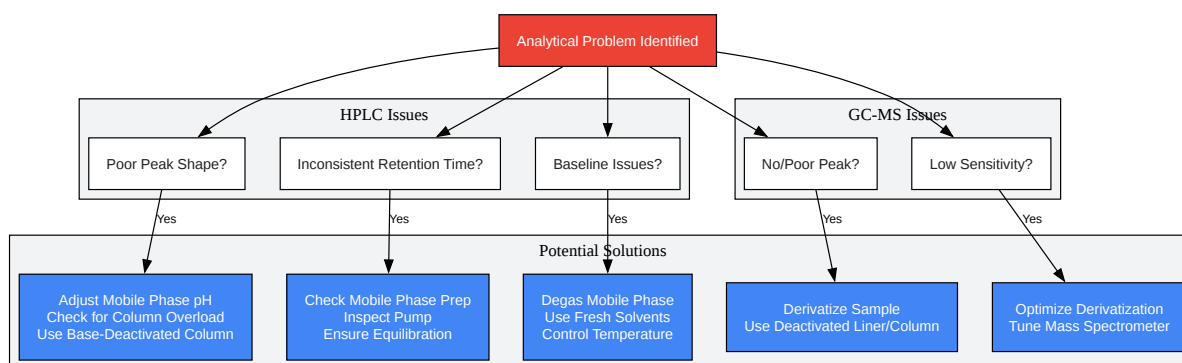 Analytical Problem Identified
HPLC Issues
GC-MS Issues
Poor Peak Shape?
Inconsistent Retention Time?
Baseline Issues?
No/Poor Peak?
Low Sensitivity?
Yes
Yes
Yes
Yes
Yes
Potential Solutions
Adjust Mobile Phase pH
Check for Column Overload
Use Base-Deactivated Column
Check Mobile Phase Prep
Inspect Pump
Ensure Equilibration
Degas Mobile Phase
Use Fresh Solvents
Control Temperature
Derivatize Sample
Use Deactivated Liner/Column
Optimize Derivatization
Tune Mass Spectrometer